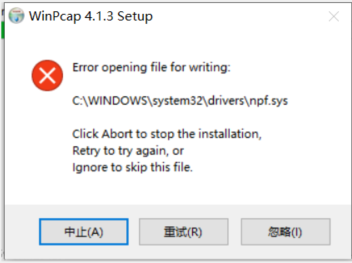 WinPcap 4.1.3 Setup
Error opening file for writing:
C:\WINDOWS\system32\drivers\npf.sys
Click Abort to stop the installation,
Retry to try again, or
Ignore to skip this file.
中止(A) 重试(R) 忽略(I)